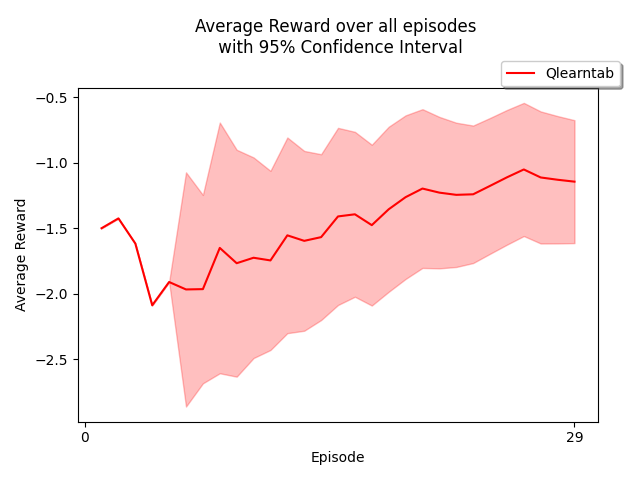 Average Reward over all episodes
with 95% Confidence Interval
Qlearntab
−0.5
−1.0
−1.5
−2.0
−2.5
Average Reward
0
29
Episode